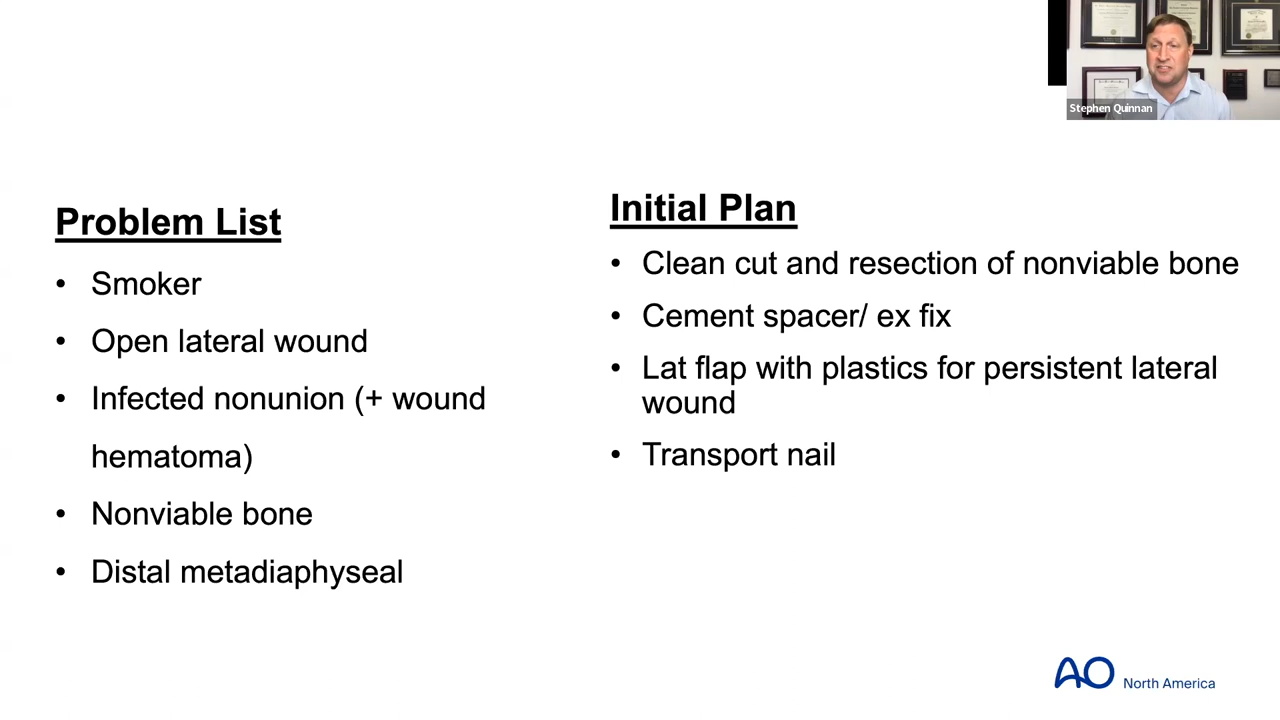 Stephen Quinnan
Problem List
• Smoker
• Open lateral wound
• Infected nonunion (+ wound
hematoma)
• Nonviable bone
• Distal metadiaphyseal
Initial Plan
• Clean cut and resection of nonviable bone
• Cement spacer/ ex fix
• Lat flap with plastics for persistent lateral
wound
• Transport nail
AO North America